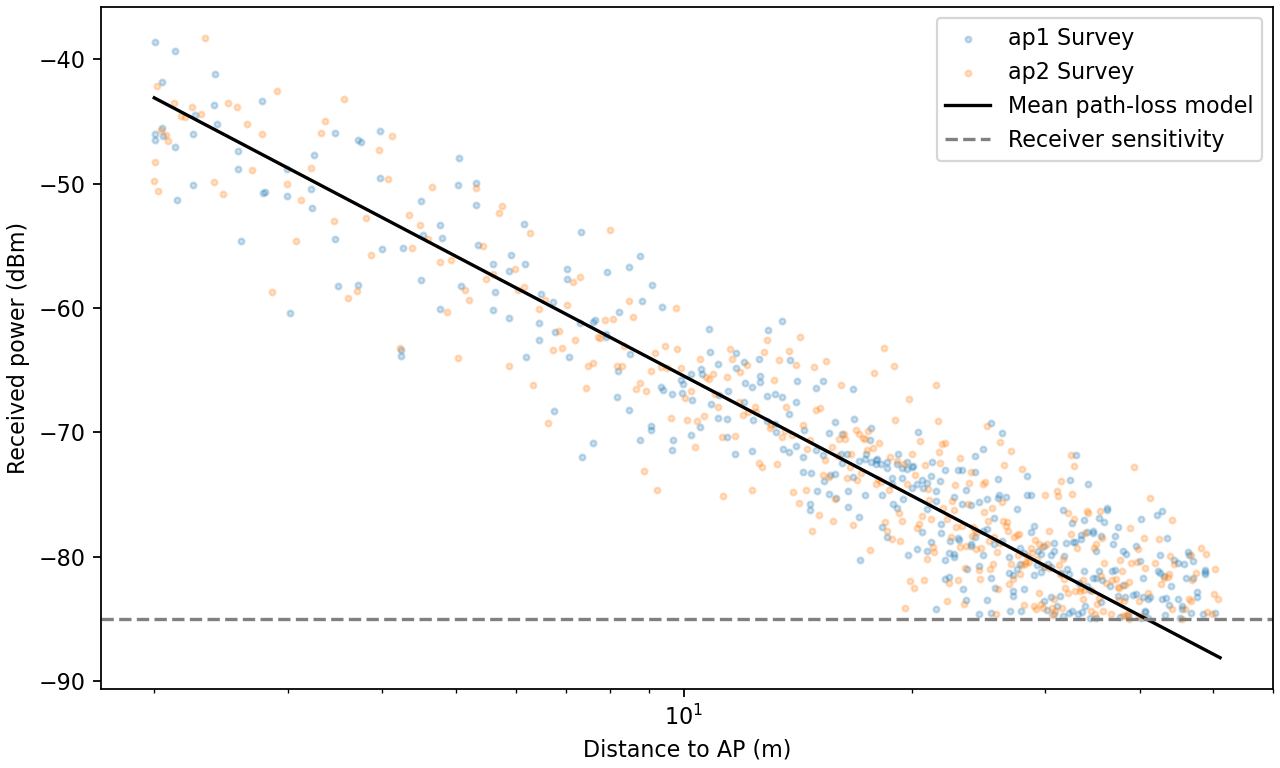 ap1 Survey
ap2 Survey
Mean path-loss model
Receiver sensitivity
Received power (dBm)
−40
−50
−60
−70
−80
−90
10¹
Distance to AP (m)